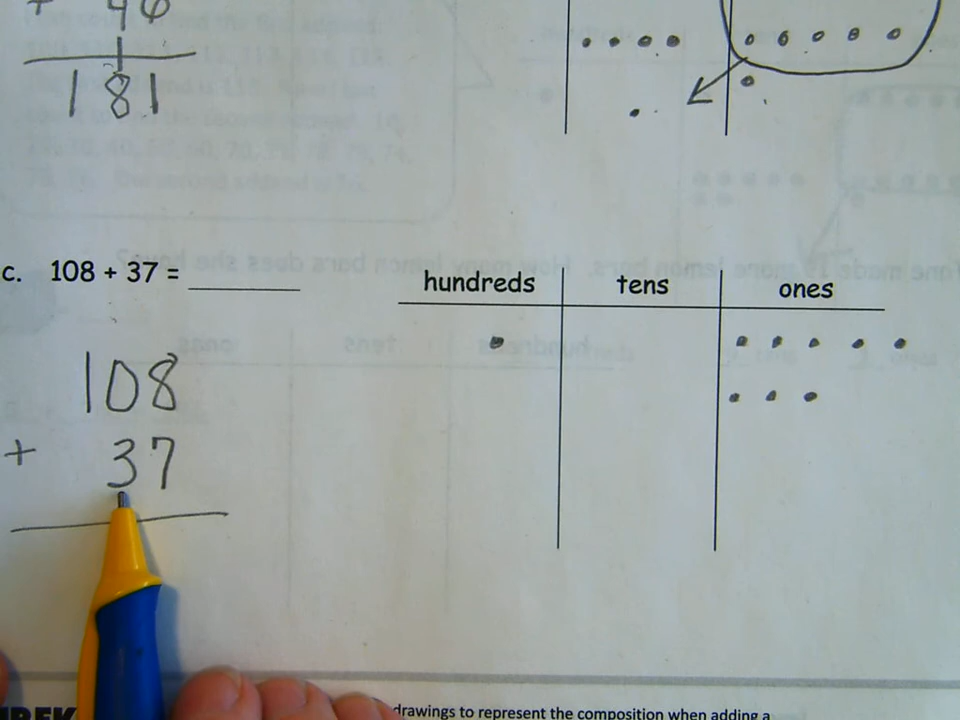 + 46
181
c. 108 + 37 = ________
hundreds tens ones
108
+ 37
drawings to represent the composition when adding a